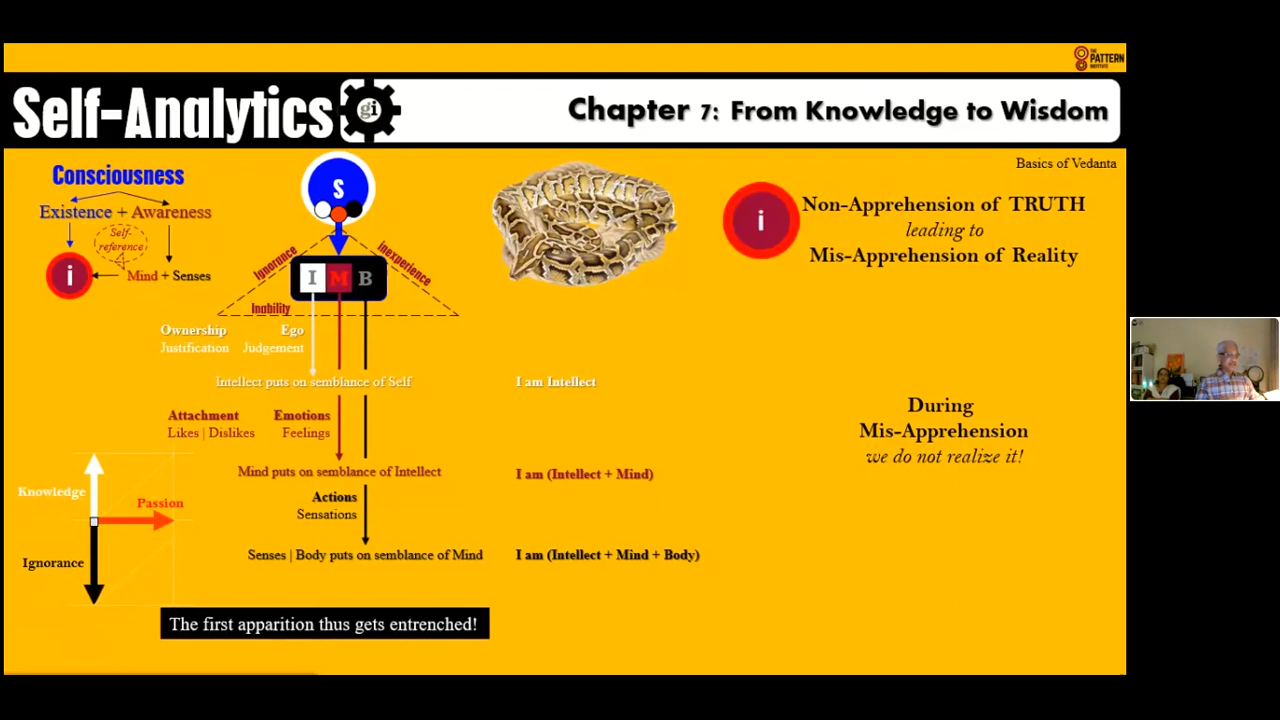 THE
PATTERN
INSTITUTE
Self-Analytics
gi
Chapter 7: From Knowledge to Wisdom
Basics of Vedanta
Consciousness
Existence + Awareness
Self-
reference
i
Mind + Senses
S
Ignorance
inexperience
I M B
Inability
i
Non-Apprehension of TRUTH
leading to
Mis-Apprehension of Reality
Ownership Ego
Justification Judgement
Intellect puts on semblance of Self
I am Intellect
Attachment Emotions
Likes | Dislikes Feelings
Mind puts on semblance of Intellect
I am (Intellect + Mind)
During
Mis-Apprehension
we do not realize it!
Knowledge
Passion
Ignorance
Actions
Sensations
Senses | Body puts on semblance of Mind
I am (Intellect + Mind + Body)
The first apparition thus gets entrenched!